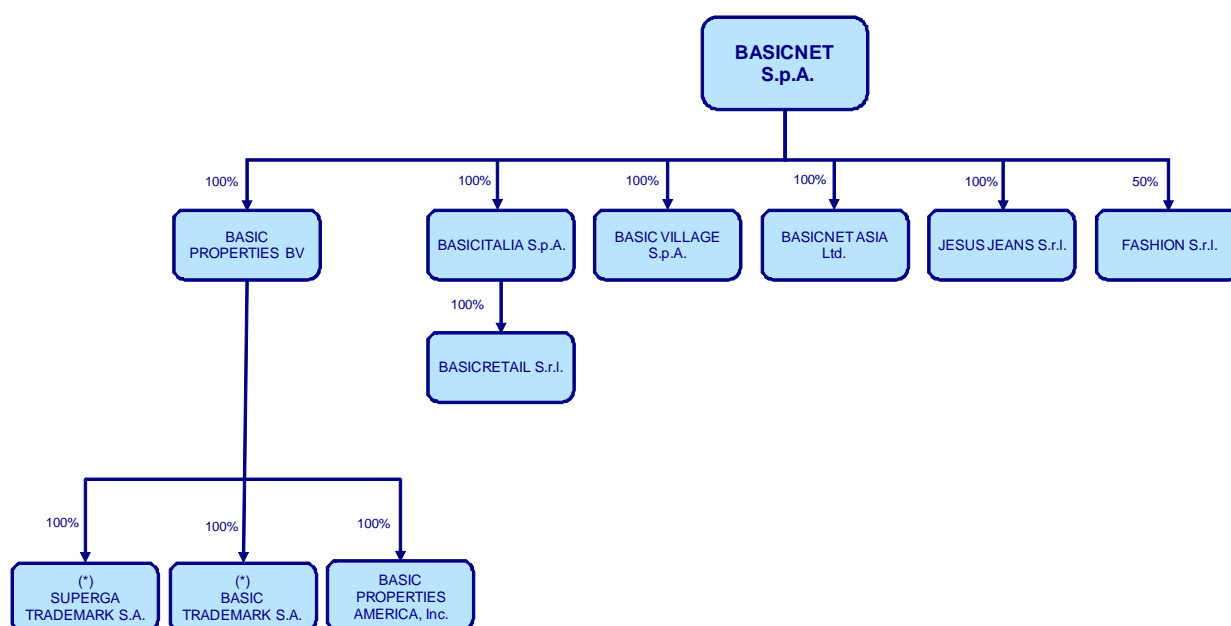 BASICNET
S.p.A.
100%
100%
100%
100%
100%
50%
BASIC
PROPERTIES BV
BASICITALIA S.p.A.
BASIC VILLAGE
S.p.A.
BASICNET ASIA
Ltd.
JESUS JEANS S.r.l.
FASHION S.r.l.
100%
BASICRETAIL S.r.l.
100%
100%
100%
(*)
SUPERGA
TRADEMARK S.A.
(*)
BASIC
TRADEMARK S.A.
BASIC
PROPERTIES
AMERICA, Inc.